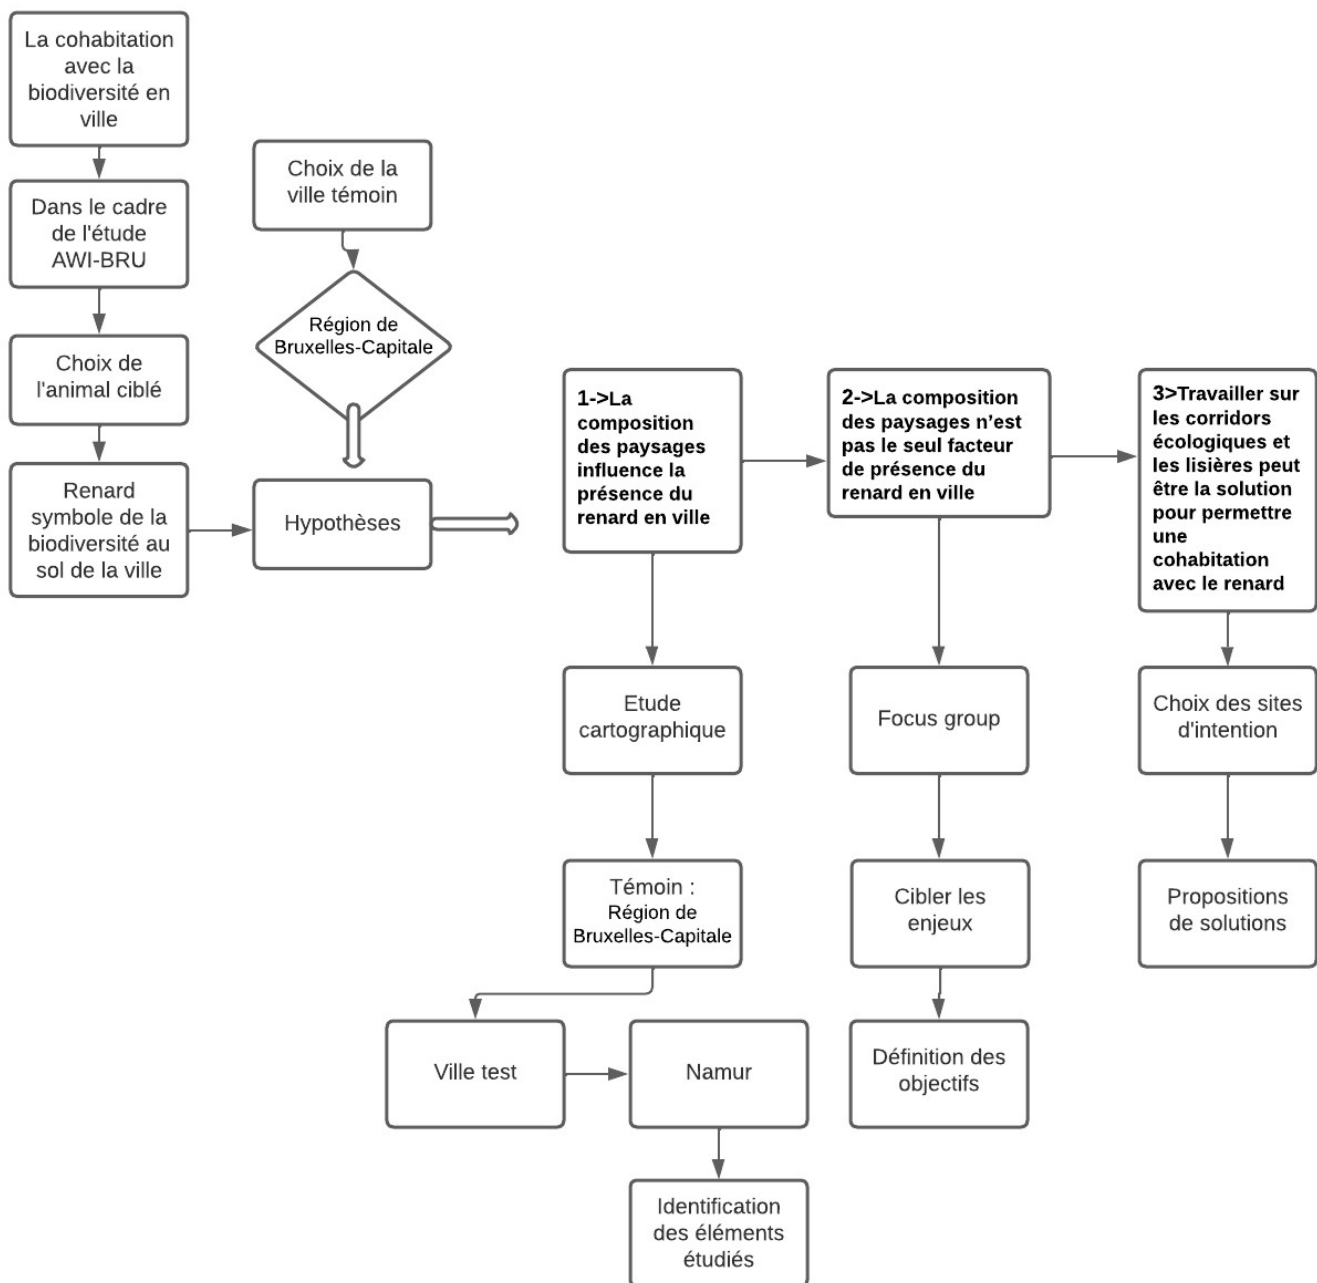 La cohabitation
avec la
biodiversité en
ville
Dans le cadre
de l'étude
AWI-BRU
Choix de
l'animal ciblé
Renard
symbole de la
biodiversité au
sol de la ville
Choix de la
ville témoin
Région de
Bruxelles-Capitale
Hypothèses
1->La
composition
des paysages
influence la
présence du
renard en ville
2->La composition
des paysages n’est
pas le seul facteur
de présence du
renard en ville
3>Travailler sur
les corridors
écologiques et
les lisières peut
être la solution
pour permettre
une
cohabitation
avec le renard
Etude
cartographique
Focus group
Choix des sites
d'intention
Témoin :
Région de
Bruxelles-Capitale
Cibler les
enjeux
Propositions
de solutions
Ville test
Namur
Définition des
objectifs
Identification
des éléments
étudiés